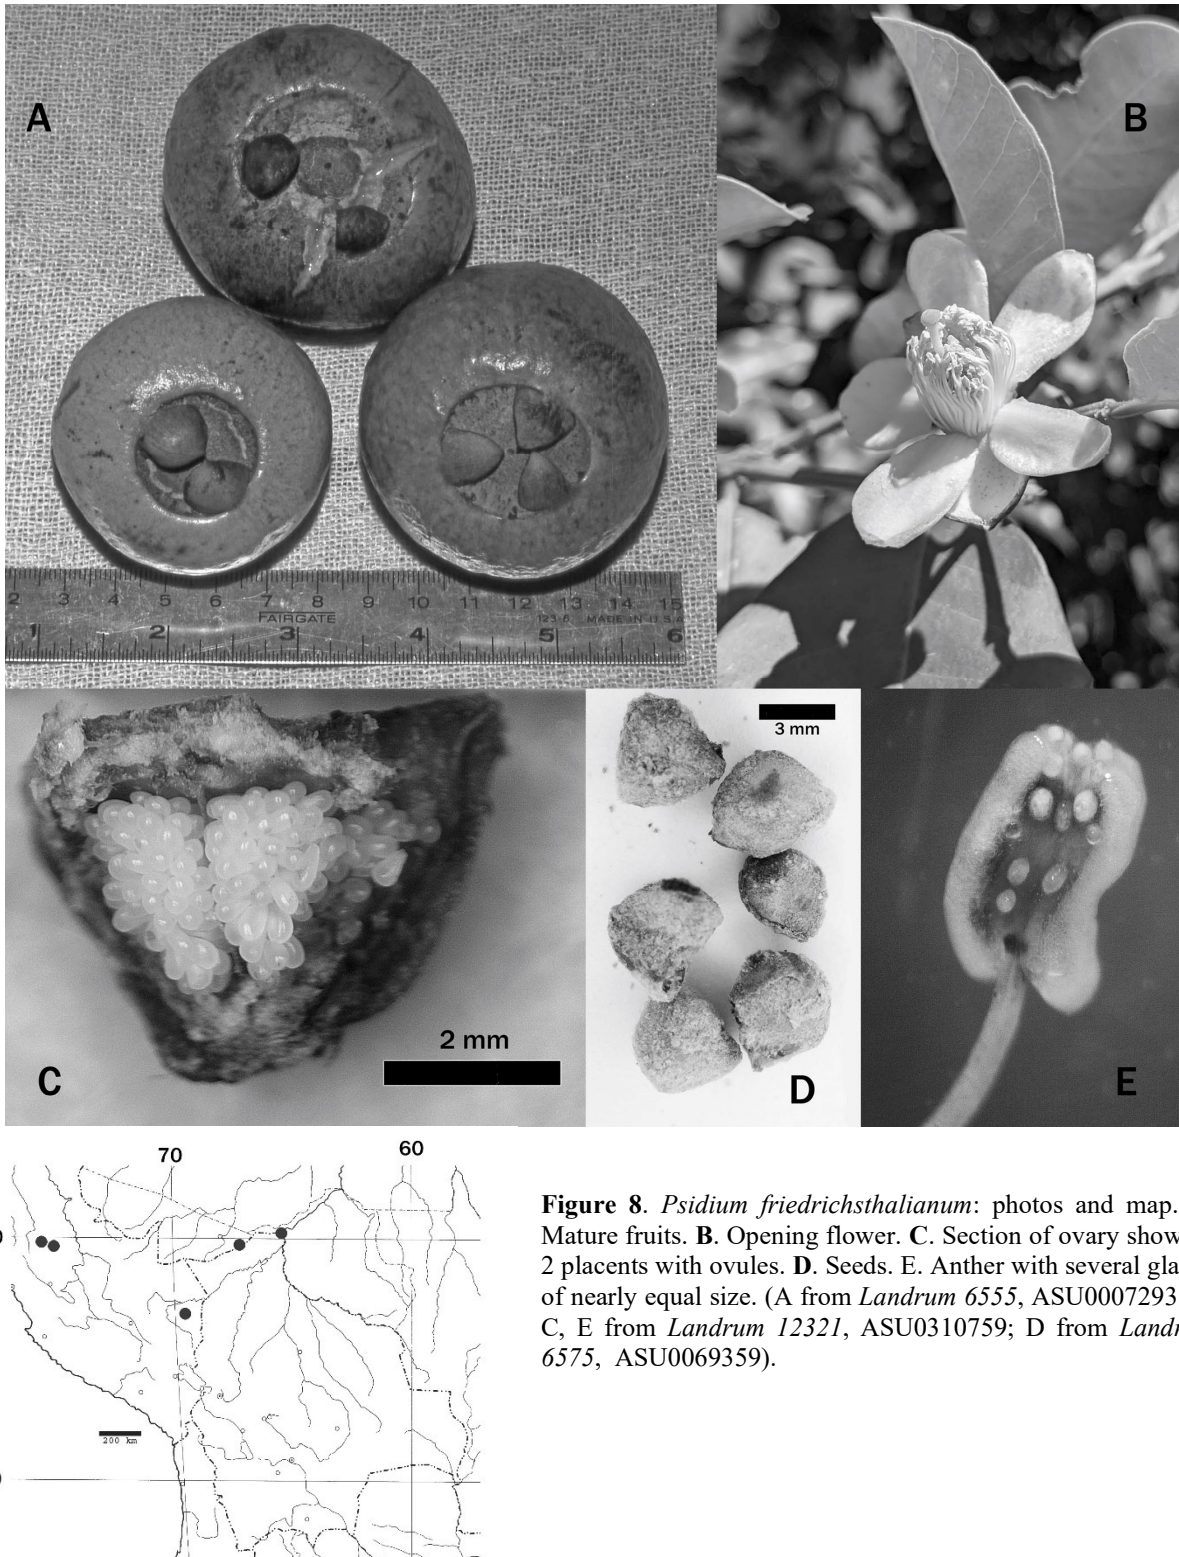 A
B
2 3 4 5 6 7 8 9 10 11 12 13 14 15
FAIRGATE
123-6 MADE IN U.S.A
1 2 3 4 5 6
3 mm
2 mm
C
D
E
70
60
200 km
Figure 8. Psidium friedrichsthalianum: photos and map.
Mature fruits. B. Opening flower. C. Section of ovary show
2 placents with ovules. D. Seeds. E. Anther with several gla
of nearly equal size. (A from Landrum 6555, ASU0007293
C, E from Landrum 12321, ASU0310759; D from Landr
6575, ASU0069359).